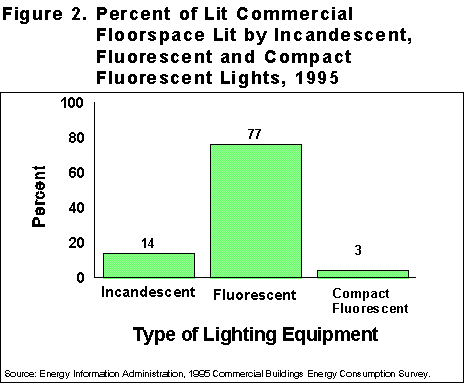 Figure 2. Percent of Lit Commercial
Floorspace Lit by Incandescent,
Fluorescent and Compact
Fluorescent Lights, 1995
100
80
60
40
20
0
Percent
14
77
3
Incandescent
Fluorescent
Compact
Fluorescent
Type of Lighting Equipment
Source: Energy Information Administration, 1995 Commercial Buildings Energy Consumption Survey.